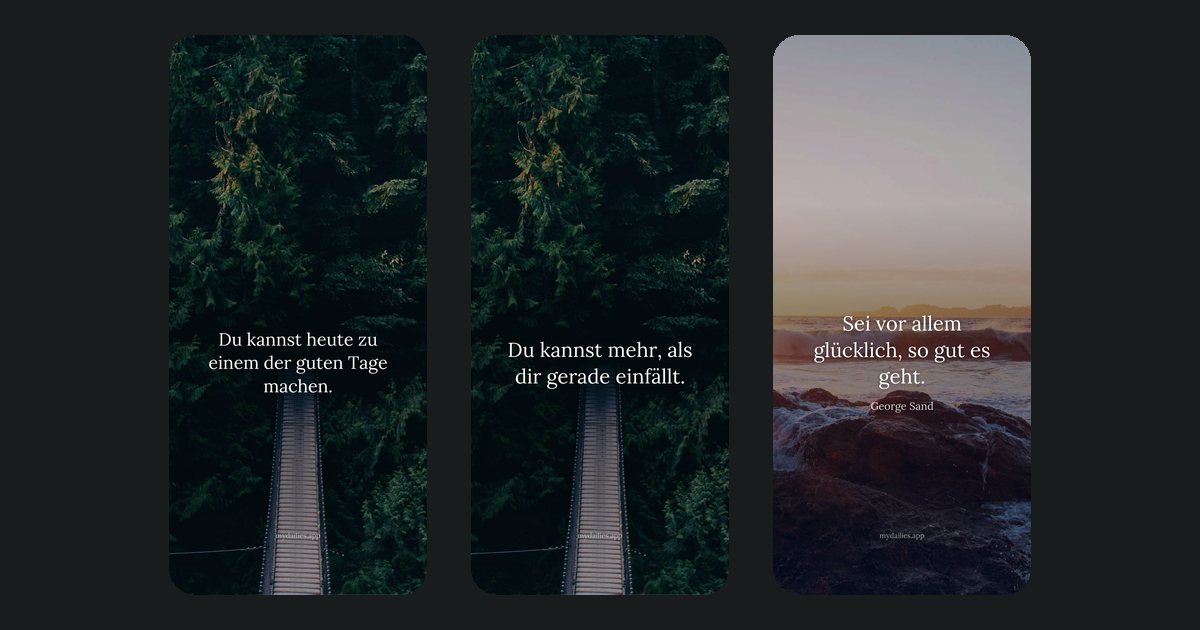 Du kannst heute zu
einem der guten Tage
machen.
mydailies.app
Du kannst mehr, als
dir gerade einfällt.
mydailies.app
Sei vor allem
glücklich, so gut es
geht.
George Sand
mydailies.app